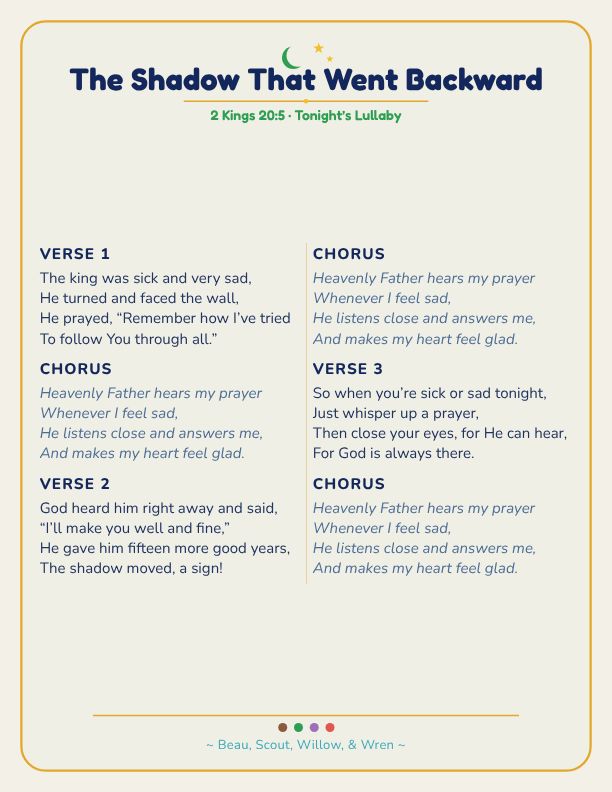 The Shadow That Went Backward
2 Kings 20:5 · Tonight's Lullaby
VERSE 1
The king was sick and very sad,
He turned and faced the wall,
He prayed, “Remember how I’ve tried
To follow You through all.”
CHORUS
Heavenly Father hears my prayer
Whenever I feel sad,
He listens close and answers me,
And makes my heart feel glad.
VERSE 2
God heard him right away and said,
“I’ll make you well and fine,”
He gave him fifteen more good years,
The shadow moved, a sign!
CHORUS
Heavenly Father hears my prayer
Whenever I feel sad,
He listens close and answers me,
And makes my heart feel glad.
VERSE 3
So when you’re sick or sad tonight,
Just whisper up a prayer,
Then close your eyes, for He can hear,
For God is always there.
CHORUS
Heavenly Father hears my prayer
Whenever I feel sad,
He listens close and answers me,
And makes my heart feel glad.
~ Beau, Scout, Willow, & Wren ~